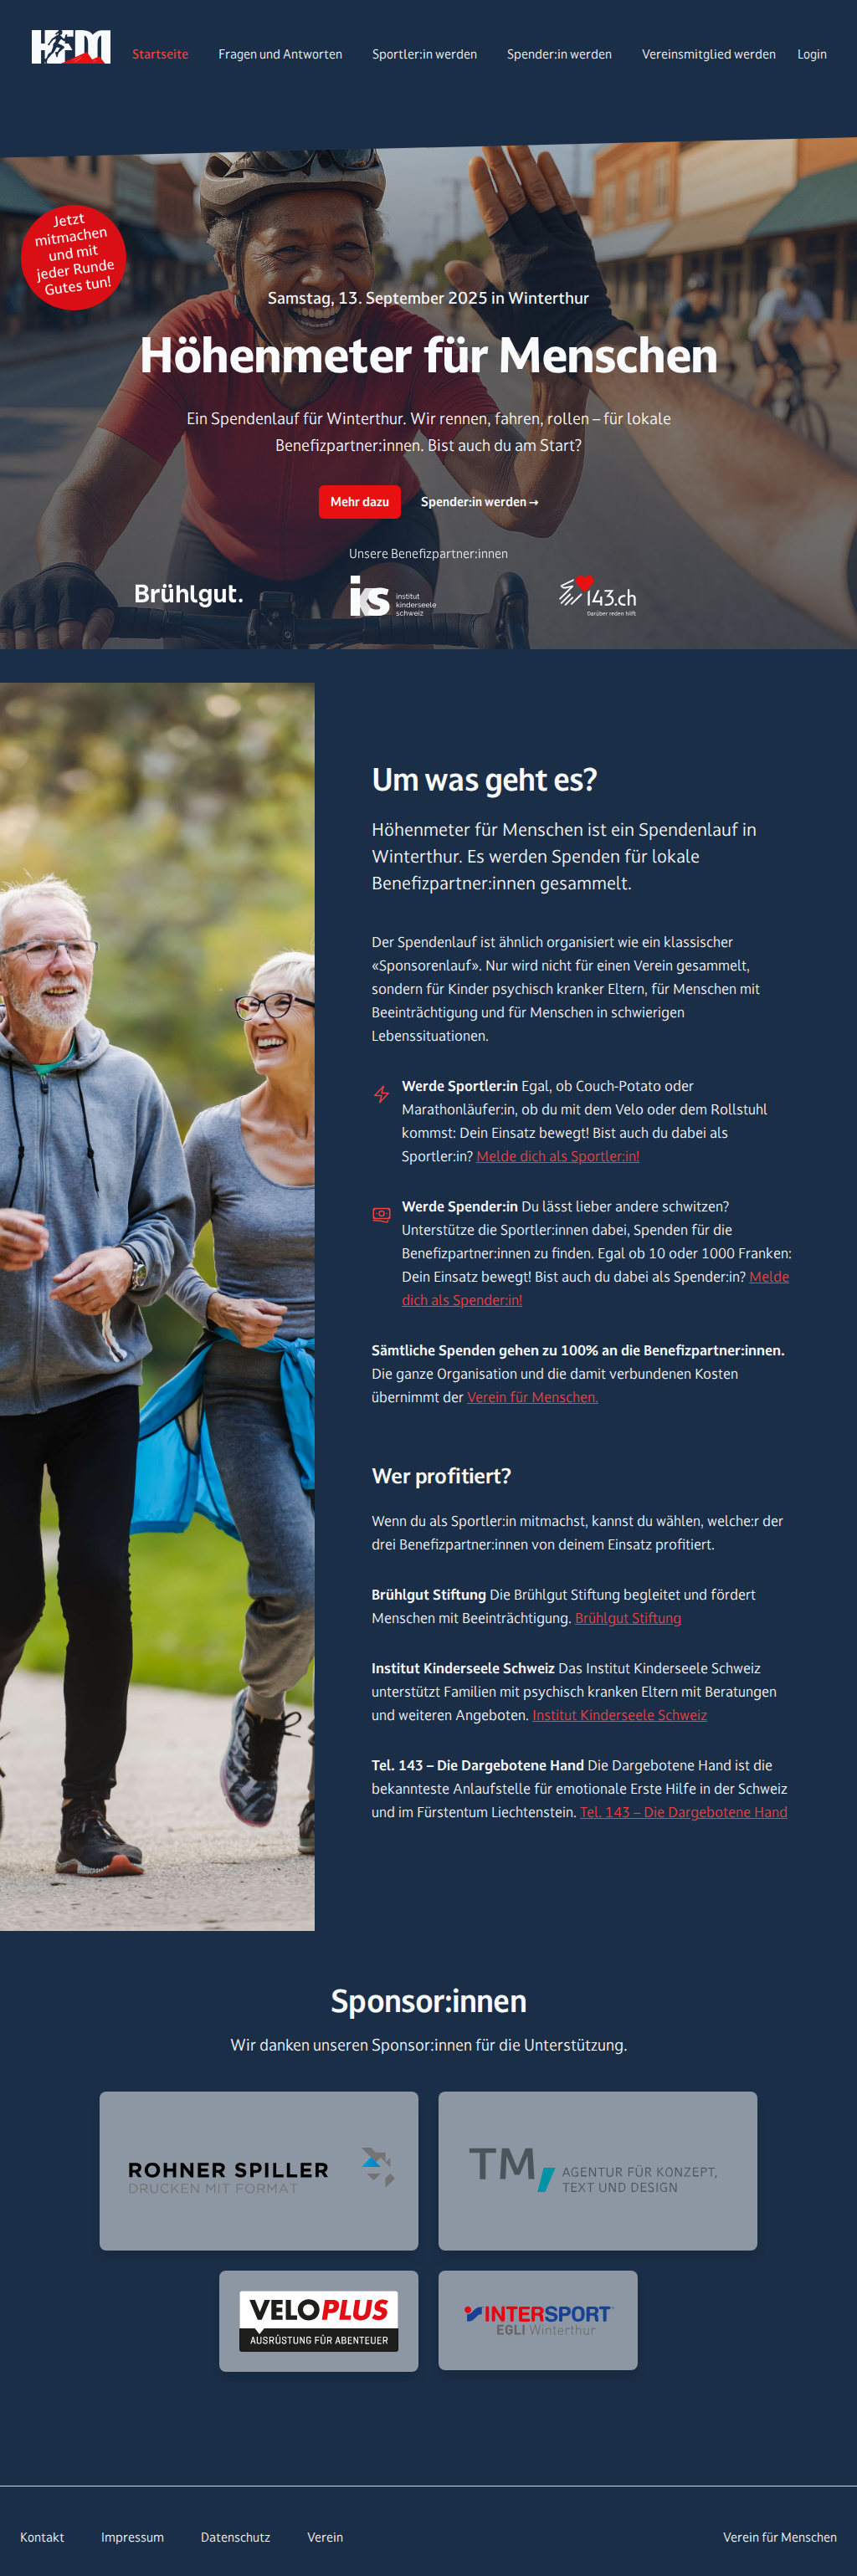 HFM
Startseite
Fragen und Antworten
Sportler:in werden
Spender:in werden
Vereinsmitglied werden
Login
Jetzt
mitmachen
und mit
jeder Runde
Gutes tun!
Samstag, 13. September 2025 in Winterthur
Höhenmeter für Menschen
Ein Spendenlauf für Winterthur. Wir rennen, fahren, rollen – für lokale
Benefizpartner:innen. Bist auch du am Start?
Mehr dazu
Spender:in werden →
Unsere Benefizpartner:innen
Brühlgut.
iks
institut
kinderseele
schweiz
143.ch
Darüber reden hilft
Um was geht es?
Höhenmeter für Menschen ist ein Spendenlauf in
Winterthur. Es werden Spenden für lokale
Benefizpartner:innen gesammelt.
Der Spendenlauf ist ähnlich organisiert wie ein klassischer
«Sponsorenlauf». Nur wird nicht für einen Verein gesammelt,
sondern für Kinder psychisch kranker Eltern, für Menschen mit
Beeinträchtigung und für Menschen in schwierigen
Lebenssituationen.
Werde Sportler:in Egal, ob Couch-Potato oder
Marathonläufer:in, ob du mit dem Velo oder dem Rollstuhl
kommst: Dein Einsatz bewegt! Bist auch du dabei als
Sportler:in? Melde dich als Sportler:in!
Werde Spender:in Du lässt lieber andere schwitzen?
Unterstütze die Sportler:innen dabei, Spenden für die
Benefizpartner:innen zu finden. Egal ob 10 oder 1000 Franken:
Dein Einsatz bewegt! Bist auch du dabei als Spender:in? Melde
dich als Spender:in!
Sämtliche Spenden gehen zu 100% an die Benefizpartner:innen.
Die ganze Organisation und die damit verbundenen Kosten
übernimmt der Verein für Menschen.
Wer profitiert?
Wenn du als Sportler:in mitmachst, kannst du wählen, welche:r der
drei Benefizpartner:innen von deinem Einsatz profitiert.
Brühlgut Stiftung Die Brühlgut Stiftung begleitet und fördert
Menschen mit Beeinträchtigung. Brühlgut Stiftung
Institut Kinderseele Schweiz Das Institut Kinderseele Schweiz
unterstützt Familien mit psychisch kranken Eltern mit Beratungen
und weiteren Angeboten. Institut Kinderseele Schweiz
Tel. 143 – Die Dargebotene Hand Die Dargebotene Hand ist die
bekannteste Anlaufstelle für emotionale Erste Hilfe in der Schweiz
und im Fürstentum Liechtenstein. Tel. 143 – Die Dargebotene Hand
Sponsor:innen
Wir danken unseren Sponsor:innen für die Unterstützung.
ROHNER SPILLER
DRUCKEN MIT FORMAT
TM,
AGENTUR FÜR KONZEPT,
TEXT UND DESIGN
VELOPLUS
AUSRÜSTUNG FÜR ABENTEUER
INTERSPORT
EGLI Winterthur
Kontakt
Impressum
Datenschutz
Verein
Verein für Menschen